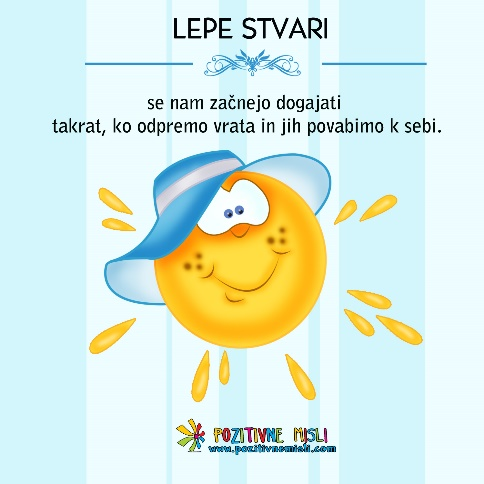 LEPE STVARI
se nam začnejo dogajati
takrat, ko odpremo vrata in jih povabimo k sebi.
POZITIVNE MISLI
www.pozitivnemisli.com